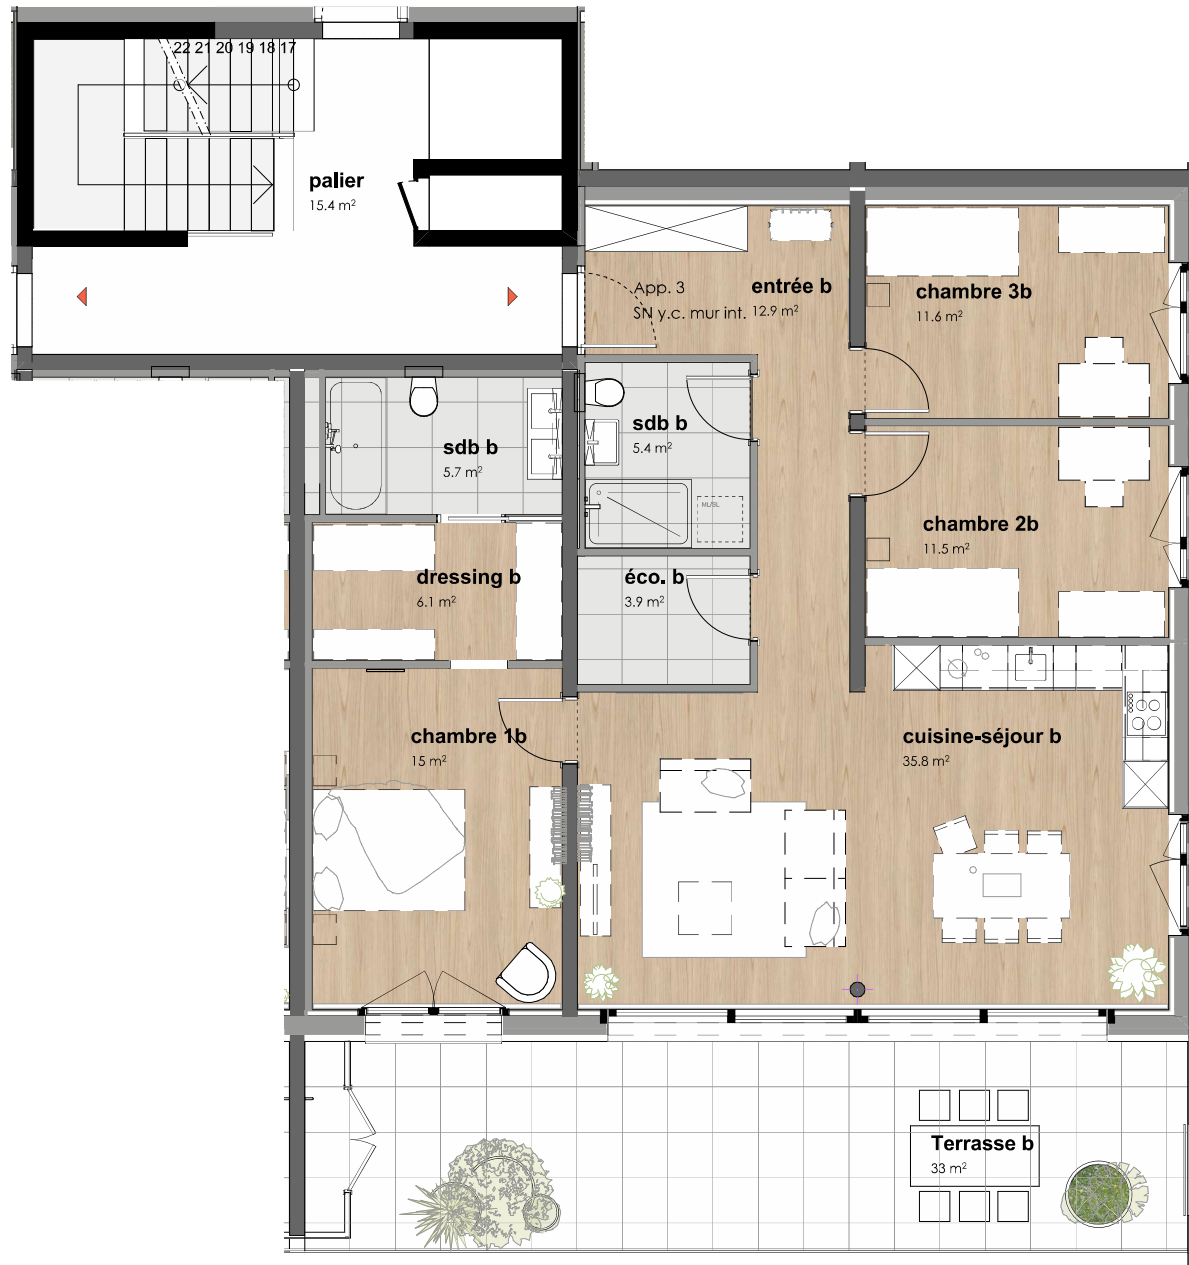 22 21 20 19 18 17
palier
15.4 m²
App. 3
SN y.c. mur int.
entrée b
12.9 m²
chambre 3b
11.6 m²
sdb b
5.7 m²
sdb b
5.4 m²
ML/SL
chambre 2b
11.5 m²
dressing b
6.1 m²
éco. b
3.9 m²
chambre 1b
15 m²
cuisine-séjour b
35.8 m²
Terrasse b
33 m²